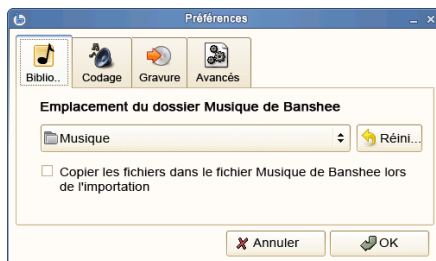 Préférences
Biblio..
Codage
Gravure
Avancés
Emplacement du dossier Musique de Banshee
Musique
Réini...
Copier les fichiers dans le fichier Musique de Banshee lors
de l'importation
Annuler
OK